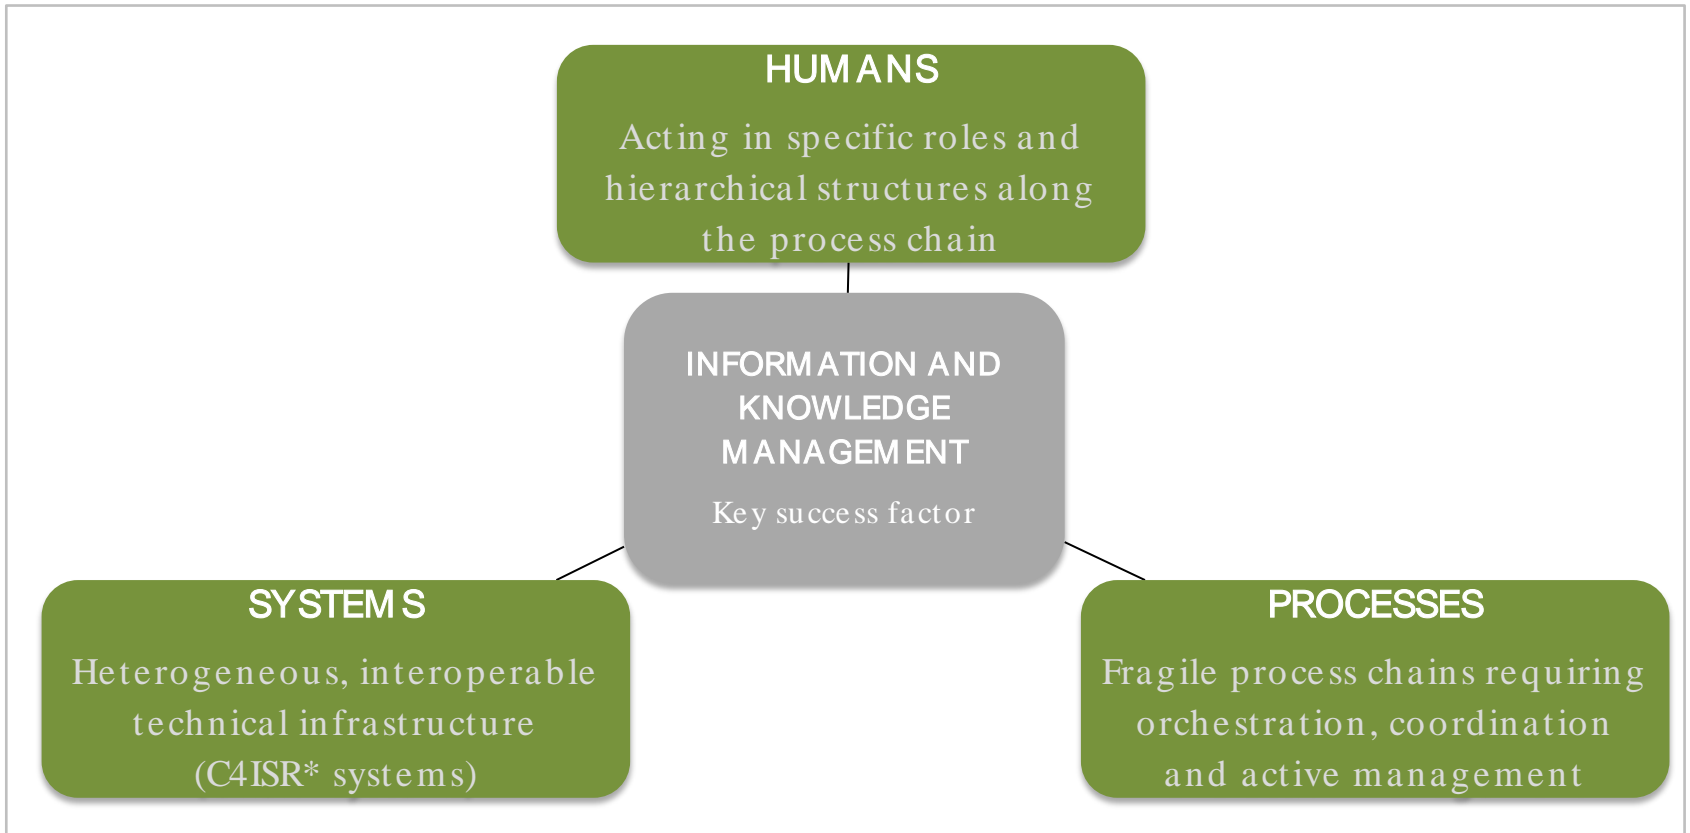 HUMANS
Acting in specific roles and
hierarchical structures along
the process chain
INFORMATION AND
KNOWLEDGE
MANAGEMENT
Key success factor
SYSTEMS
Heterogeneous, interoperable
technical infrastructure
(C4ISR* systems)
PROCESSES
Fragile process chains requiring
orchestration, coordination
and active management